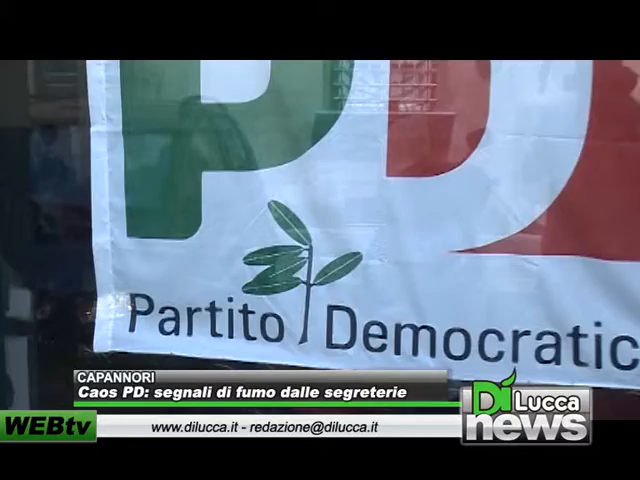 PD
Partito Democratic
CAPANNORI
Caos PD: segnali di fumo dalle segreterie
Di Lucca
news
WEBtv
www.dilucca.it - redazione@dilucca.it